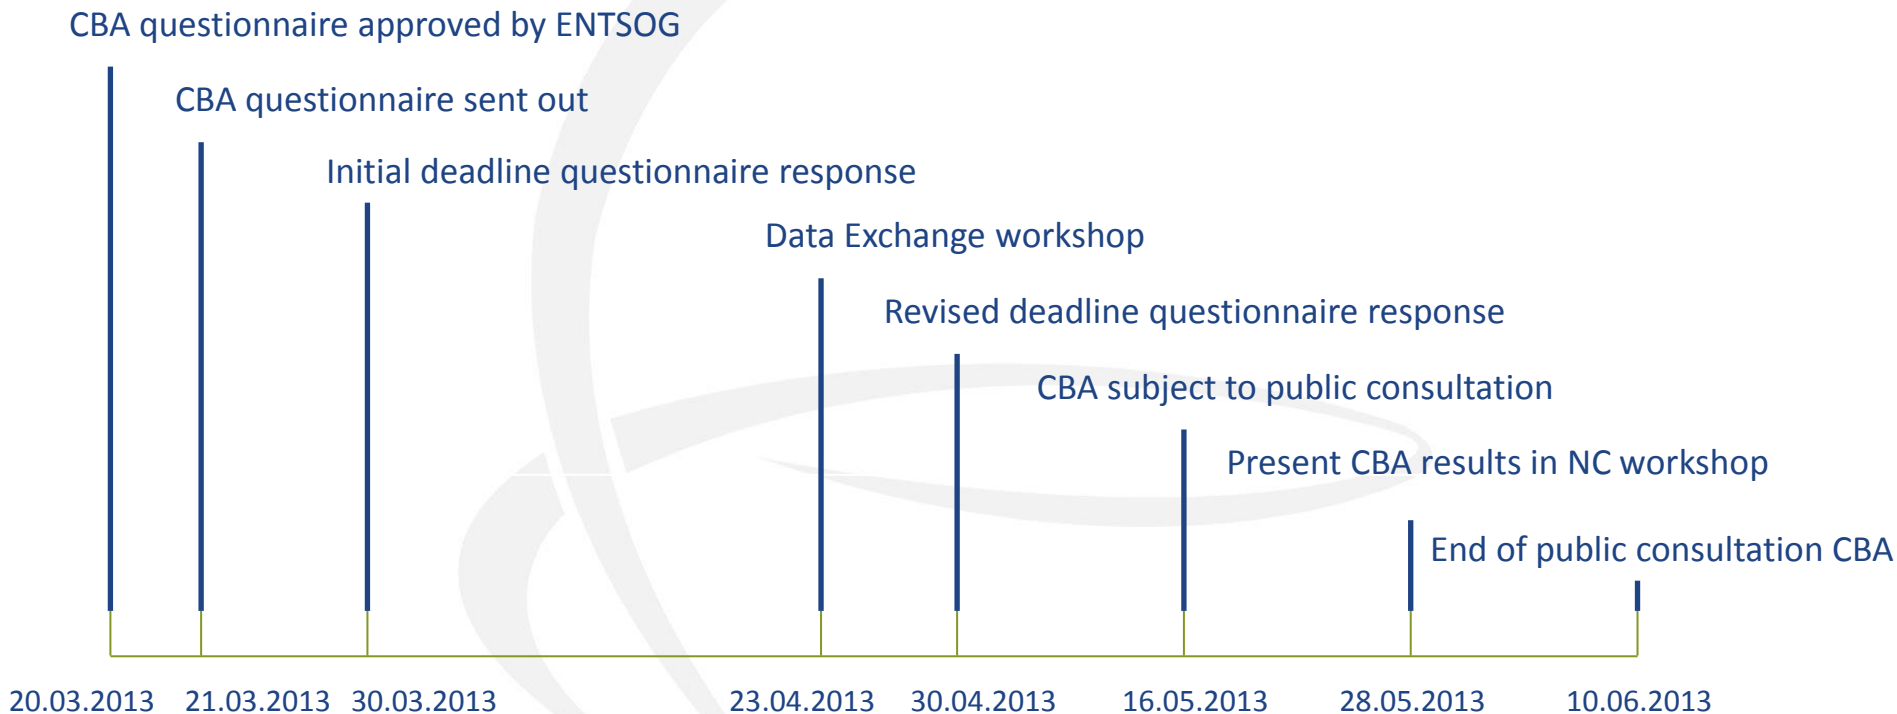 CBA questionnaire approved by ENTSOG
CBA questionnaire sent out
Initial deadline questionnaire response
Data Exchange workshop
Revised deadline questionnaire response
CBA subject to public consultation
Present CBA results in NC workshop
End of public consultation CBA
20.03.2013 21.03.2013 30.03.2013 23.04.2013 30.04.2013 16.05.2013 28.05.2013 10.06.2013